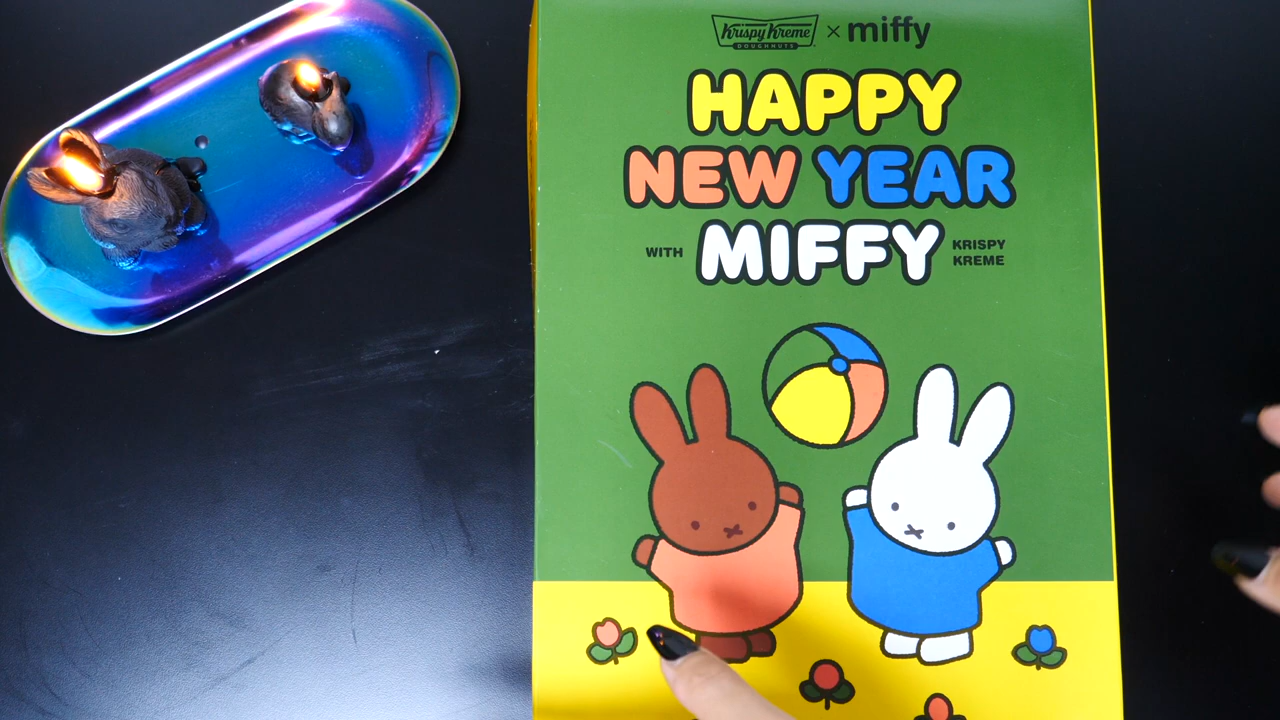 Krispy Kreme × miffy
DOUGHNUTS
HAPPY
NEW YEAR
WITH MIFFY KRISPY KREME